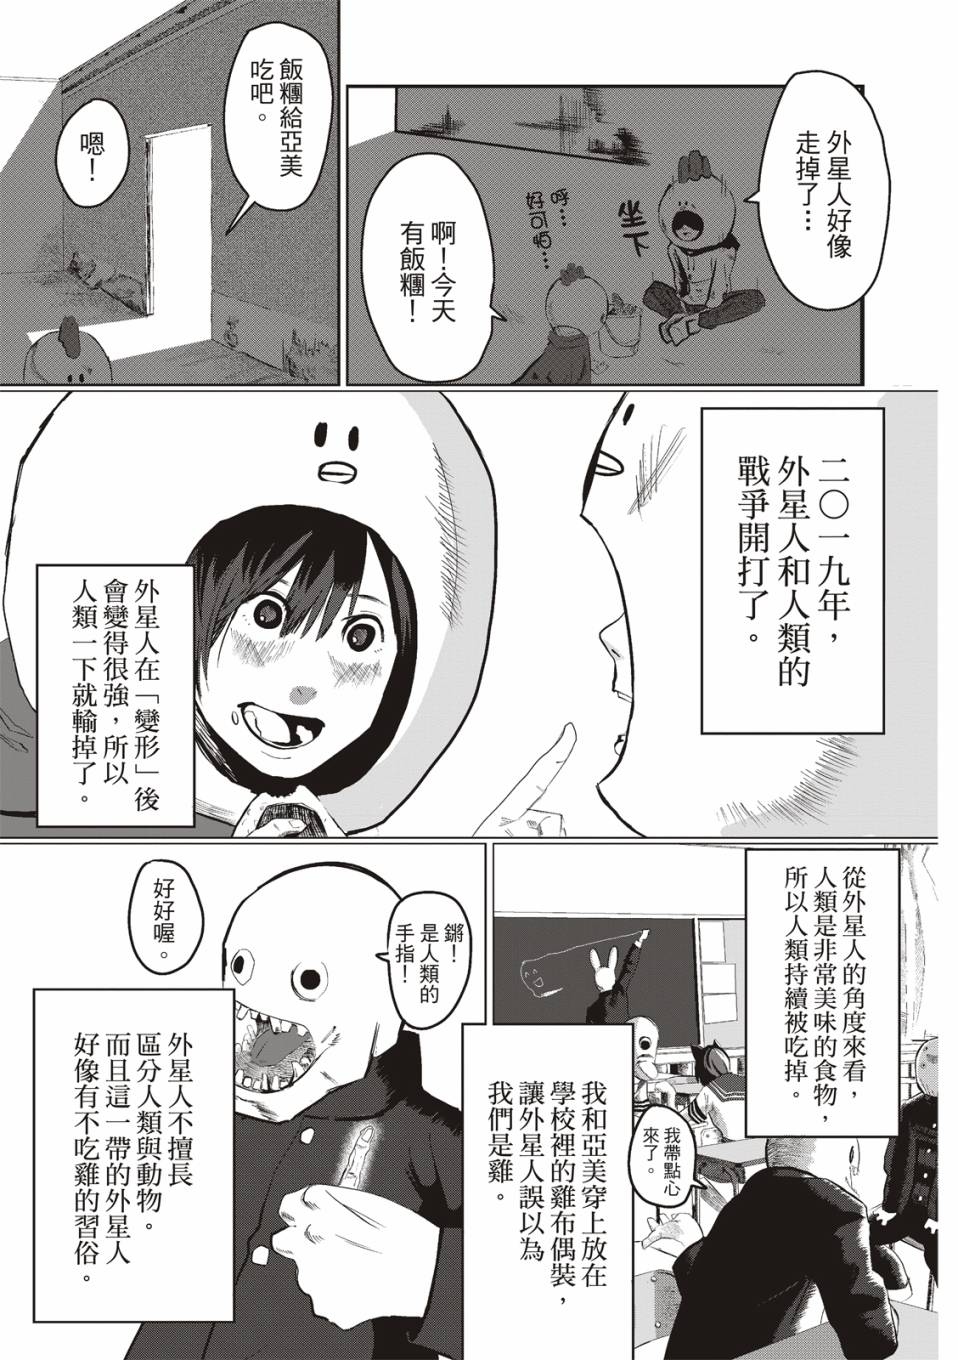 外星人好像
走掉了…
坐下
呼…
好可怕…
啊！今天
有飯糰！
飯糰給亞美
吃吧。
嗯！
二〇一九年，
外星人和人類的
戰爭開打了。
外星人在「變形」後
會變得很強，所以
人類一下就輸掉了。
從外星人的角度來看，
人類是非常美味的食物，
所以人類持續被吃掉。
我帶點心
來了。
我和亞美穿上放在
學校裡的雞布偶裝，
讓外星人誤以為
我們是雞。
鏘！
是人類的
手指！
好好喔。
外星人不擅長
區分人類與動物。
而且這一帶的外星人
好像有不吃雞的習俗。